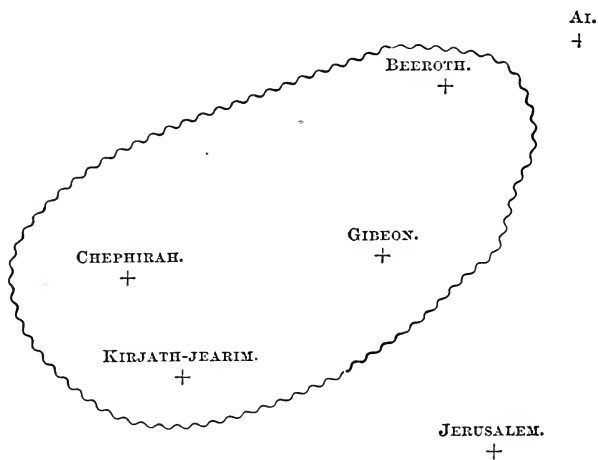 AI.
BEEROTH.
GIBEON.
CHEPHIRAH.
KIRJATH-JEARIM.
JERUSALEM.